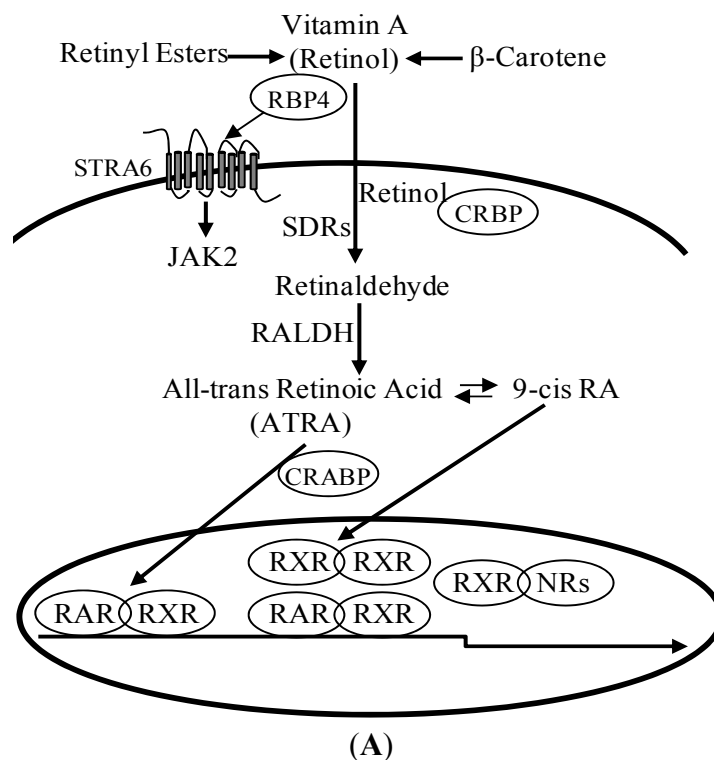 Vitamin A
Retinyl Esters (Retinol) β-Carotene
RBP4
STRA6
Retinol CRBP
SDRs
JAK2
Retinaldehyde
RALDH
All-trans Retinoic Acid 9-cis RA
(ATRA)
CRABP
RXR RXR
RXR NRs
RAR RXR RAR RXR
(A)